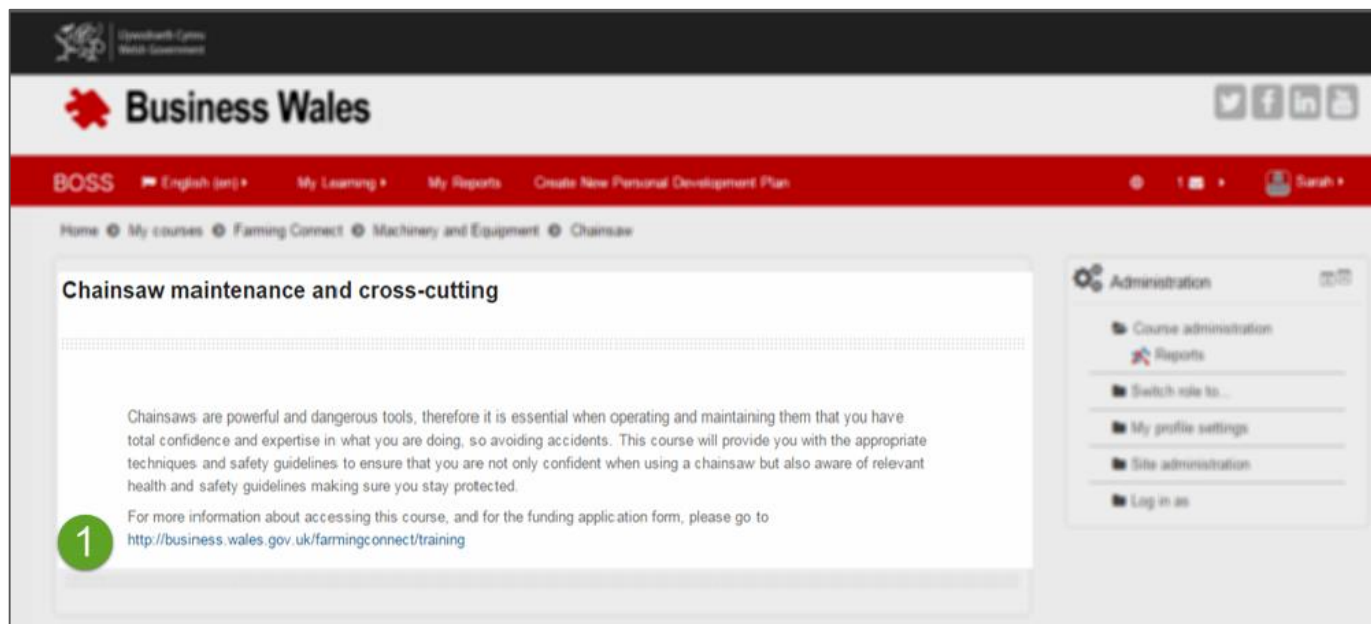 Llywodraeth Cymru
Welsh Government
Business Wales
BOSS English (en) My Learning My Reports Create New Personal Development Plan 1 Sarah
Home My courses Farming Connect Machinery and Equipment Chainsaw
Chainsaw maintenance and cross-cutting
Chainsaws are powerful and dangerous tools, therefore it is essential when operating and maintaining them that you have
total confidence and expertise in what you are doing, so avoiding accidents. This course will provide you with the appropriate
techniques and safety guidelines to ensure that you are not only confident when using a chainsaw but also aware of relevant
health and safety guidelines making sure you stay protected.
For more information about accessing this course, and for the funding application form, please go to
1 http://business.wales.gov.uk/farmingconnect/training
Administration
Course administration
Reports
Switch role to...
My profile settings
Site administration
Log in as